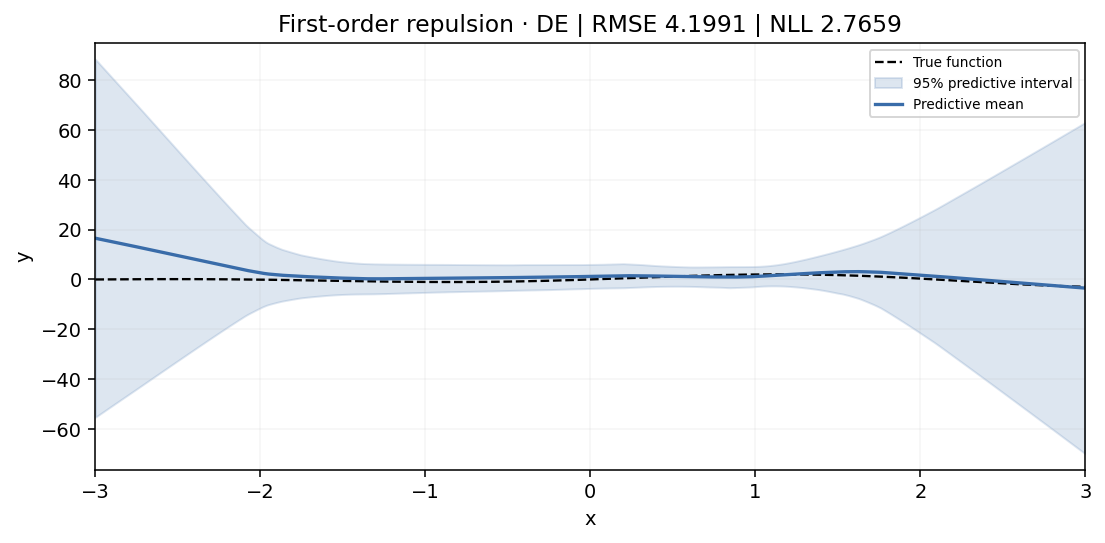 First-order repulsion · DE | RMSE 4.1991 | NLL 2.7659
True function
95% predictive interval
Predictive mean
80
60
40
20
0
−20
−40
−60
y
−3
−2
−1
0
1
2
3
x